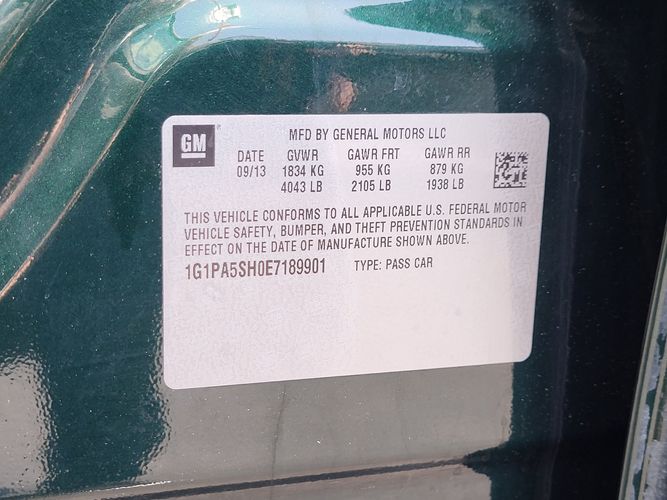 GM ® MFD BY GENERAL MOTORS LLC
DATE GVWR GAWR FRT GAWR RR
09/13 1834 KG 955 KG 879 KG
4043 LB 2105 LB 1938 LB
THIS VEHICLE CONFORMS TO ALL APPLICABLE U.S. FEDERAL MOTOR
VEHICLE SAFETY, BUMPER, AND THEFT PREVENTION STANDARDS IN
EFFECT ON THE DATE OF MANUFACTURE SHOWN ABOVE.
1G1PA5SH0E7189901 TYPE: PASS CAR